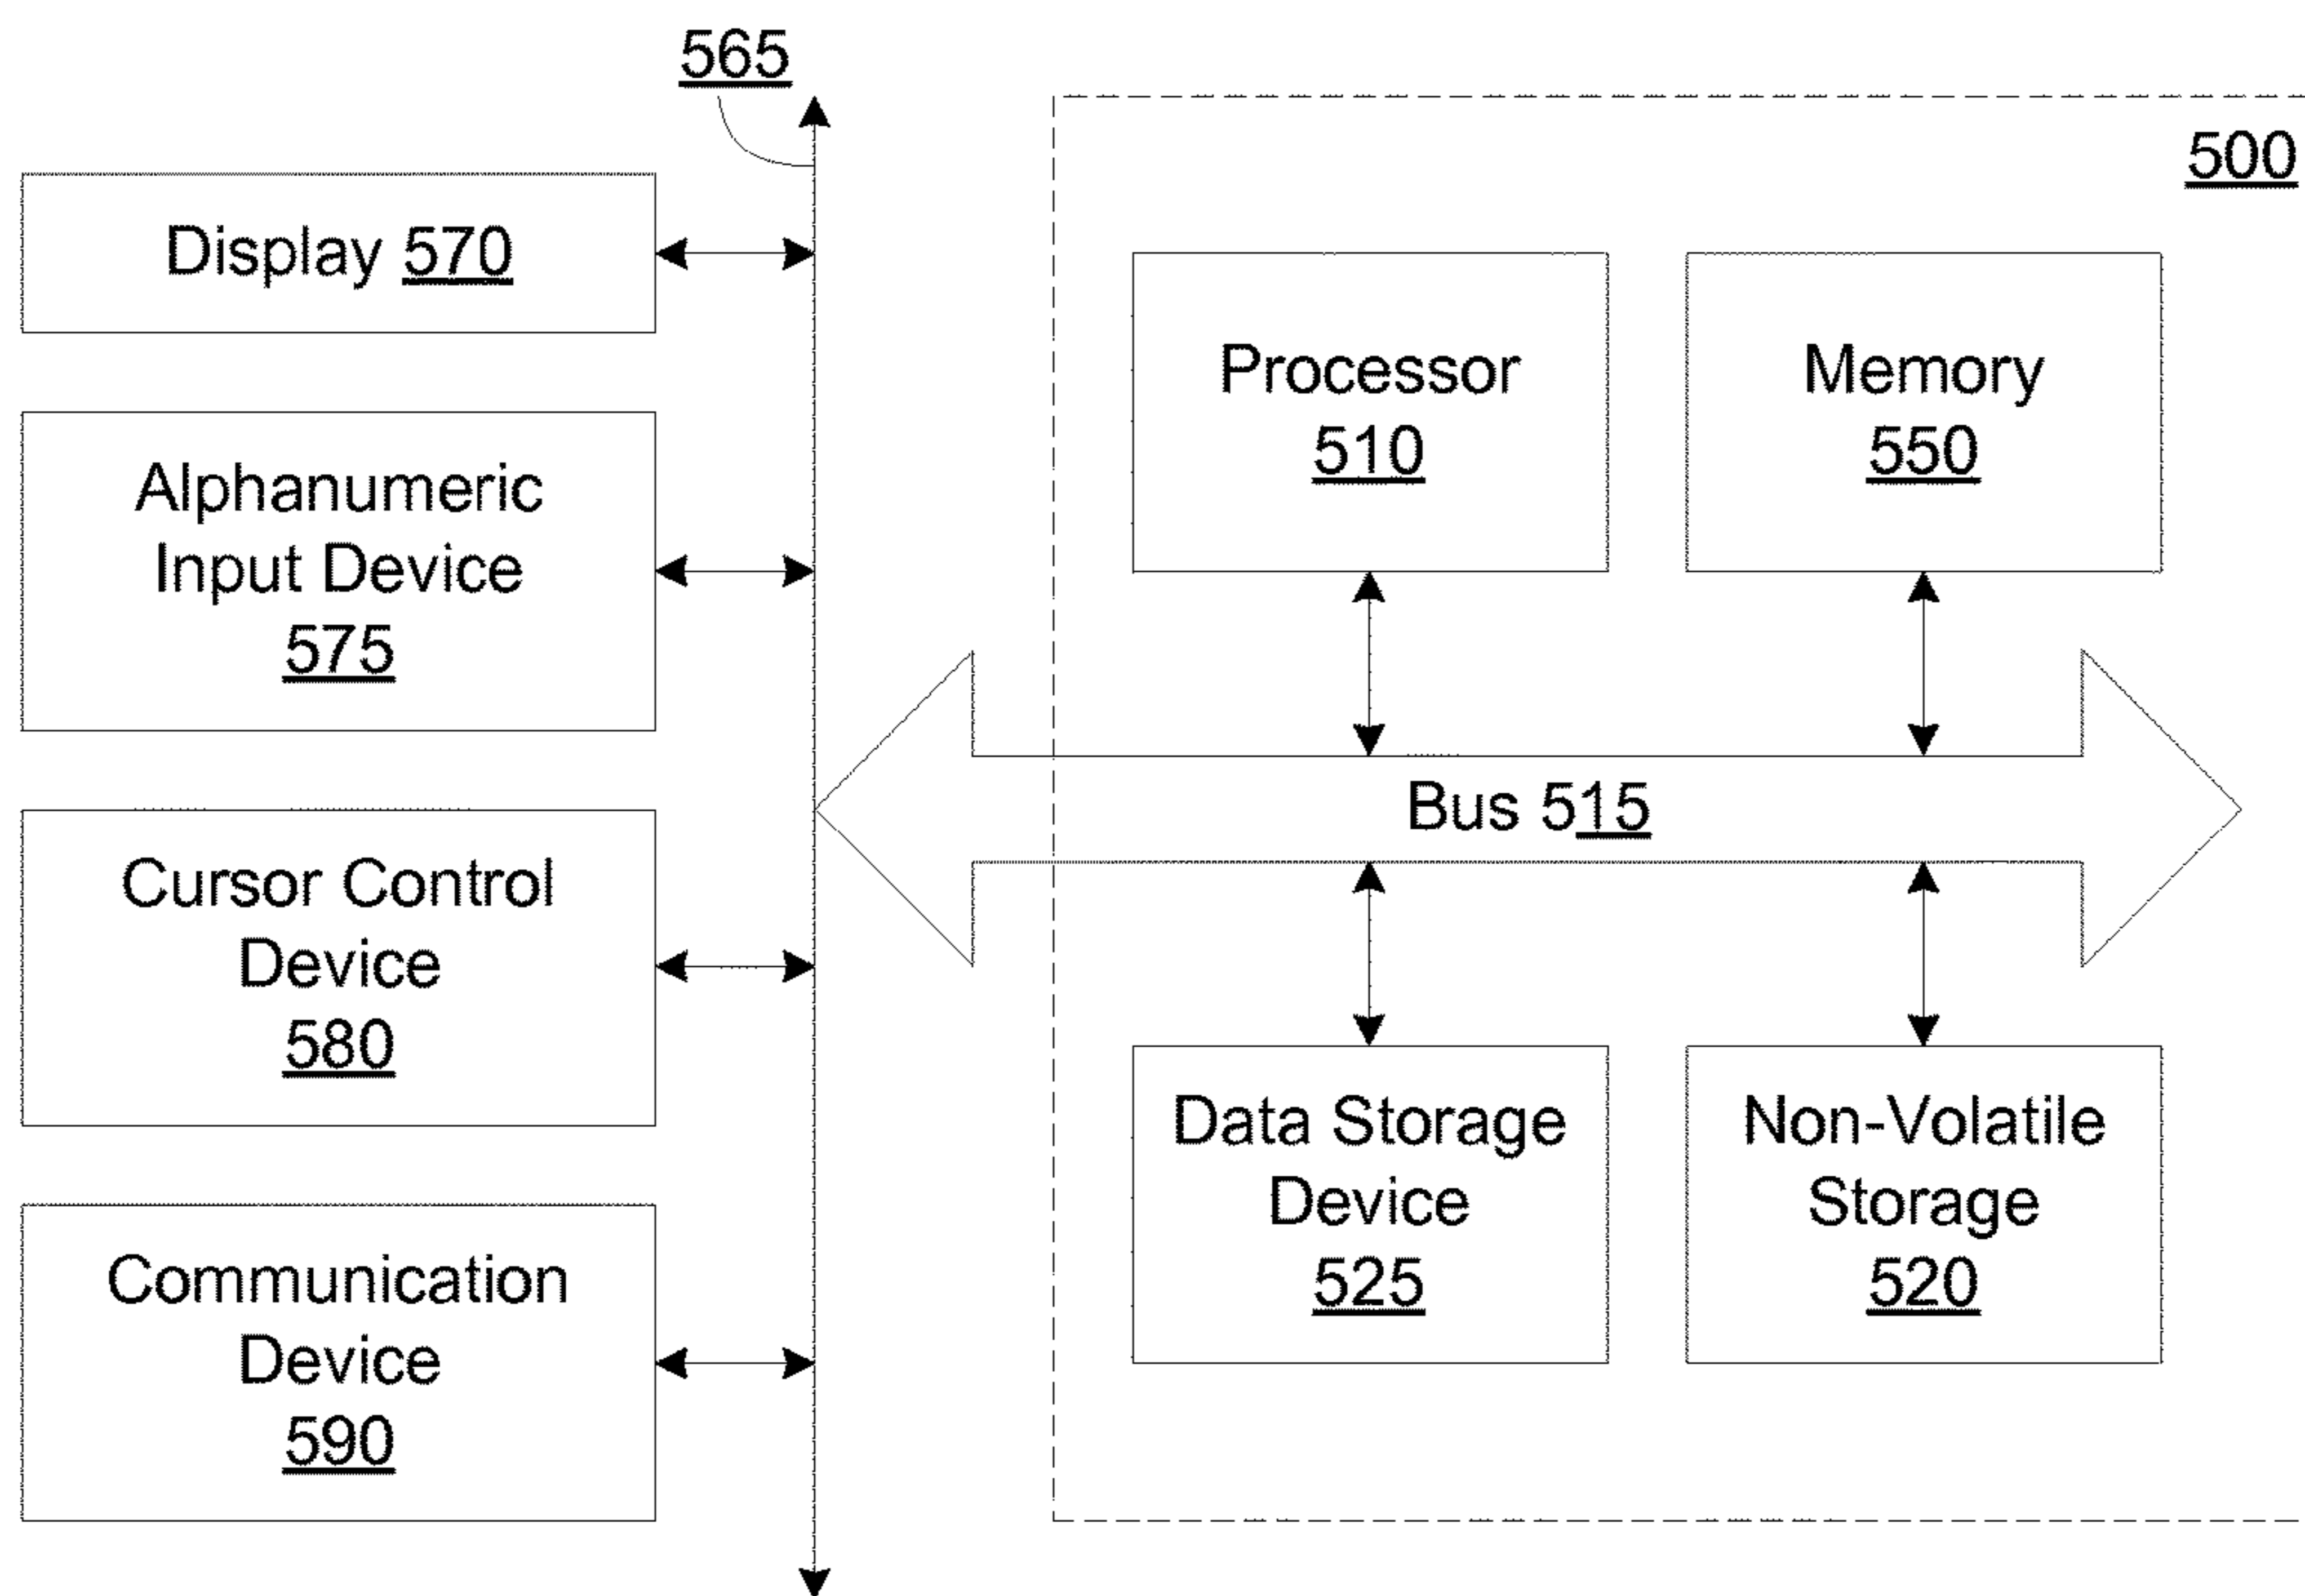 565
500
Display 570
Alphanumeric
Input Device
575
Cursor Control
Device
580
Communication
Device
590
Processor
510
Memory
550
Bus 515
Data Storage
Device
525
Non-Volatile
Storage
520